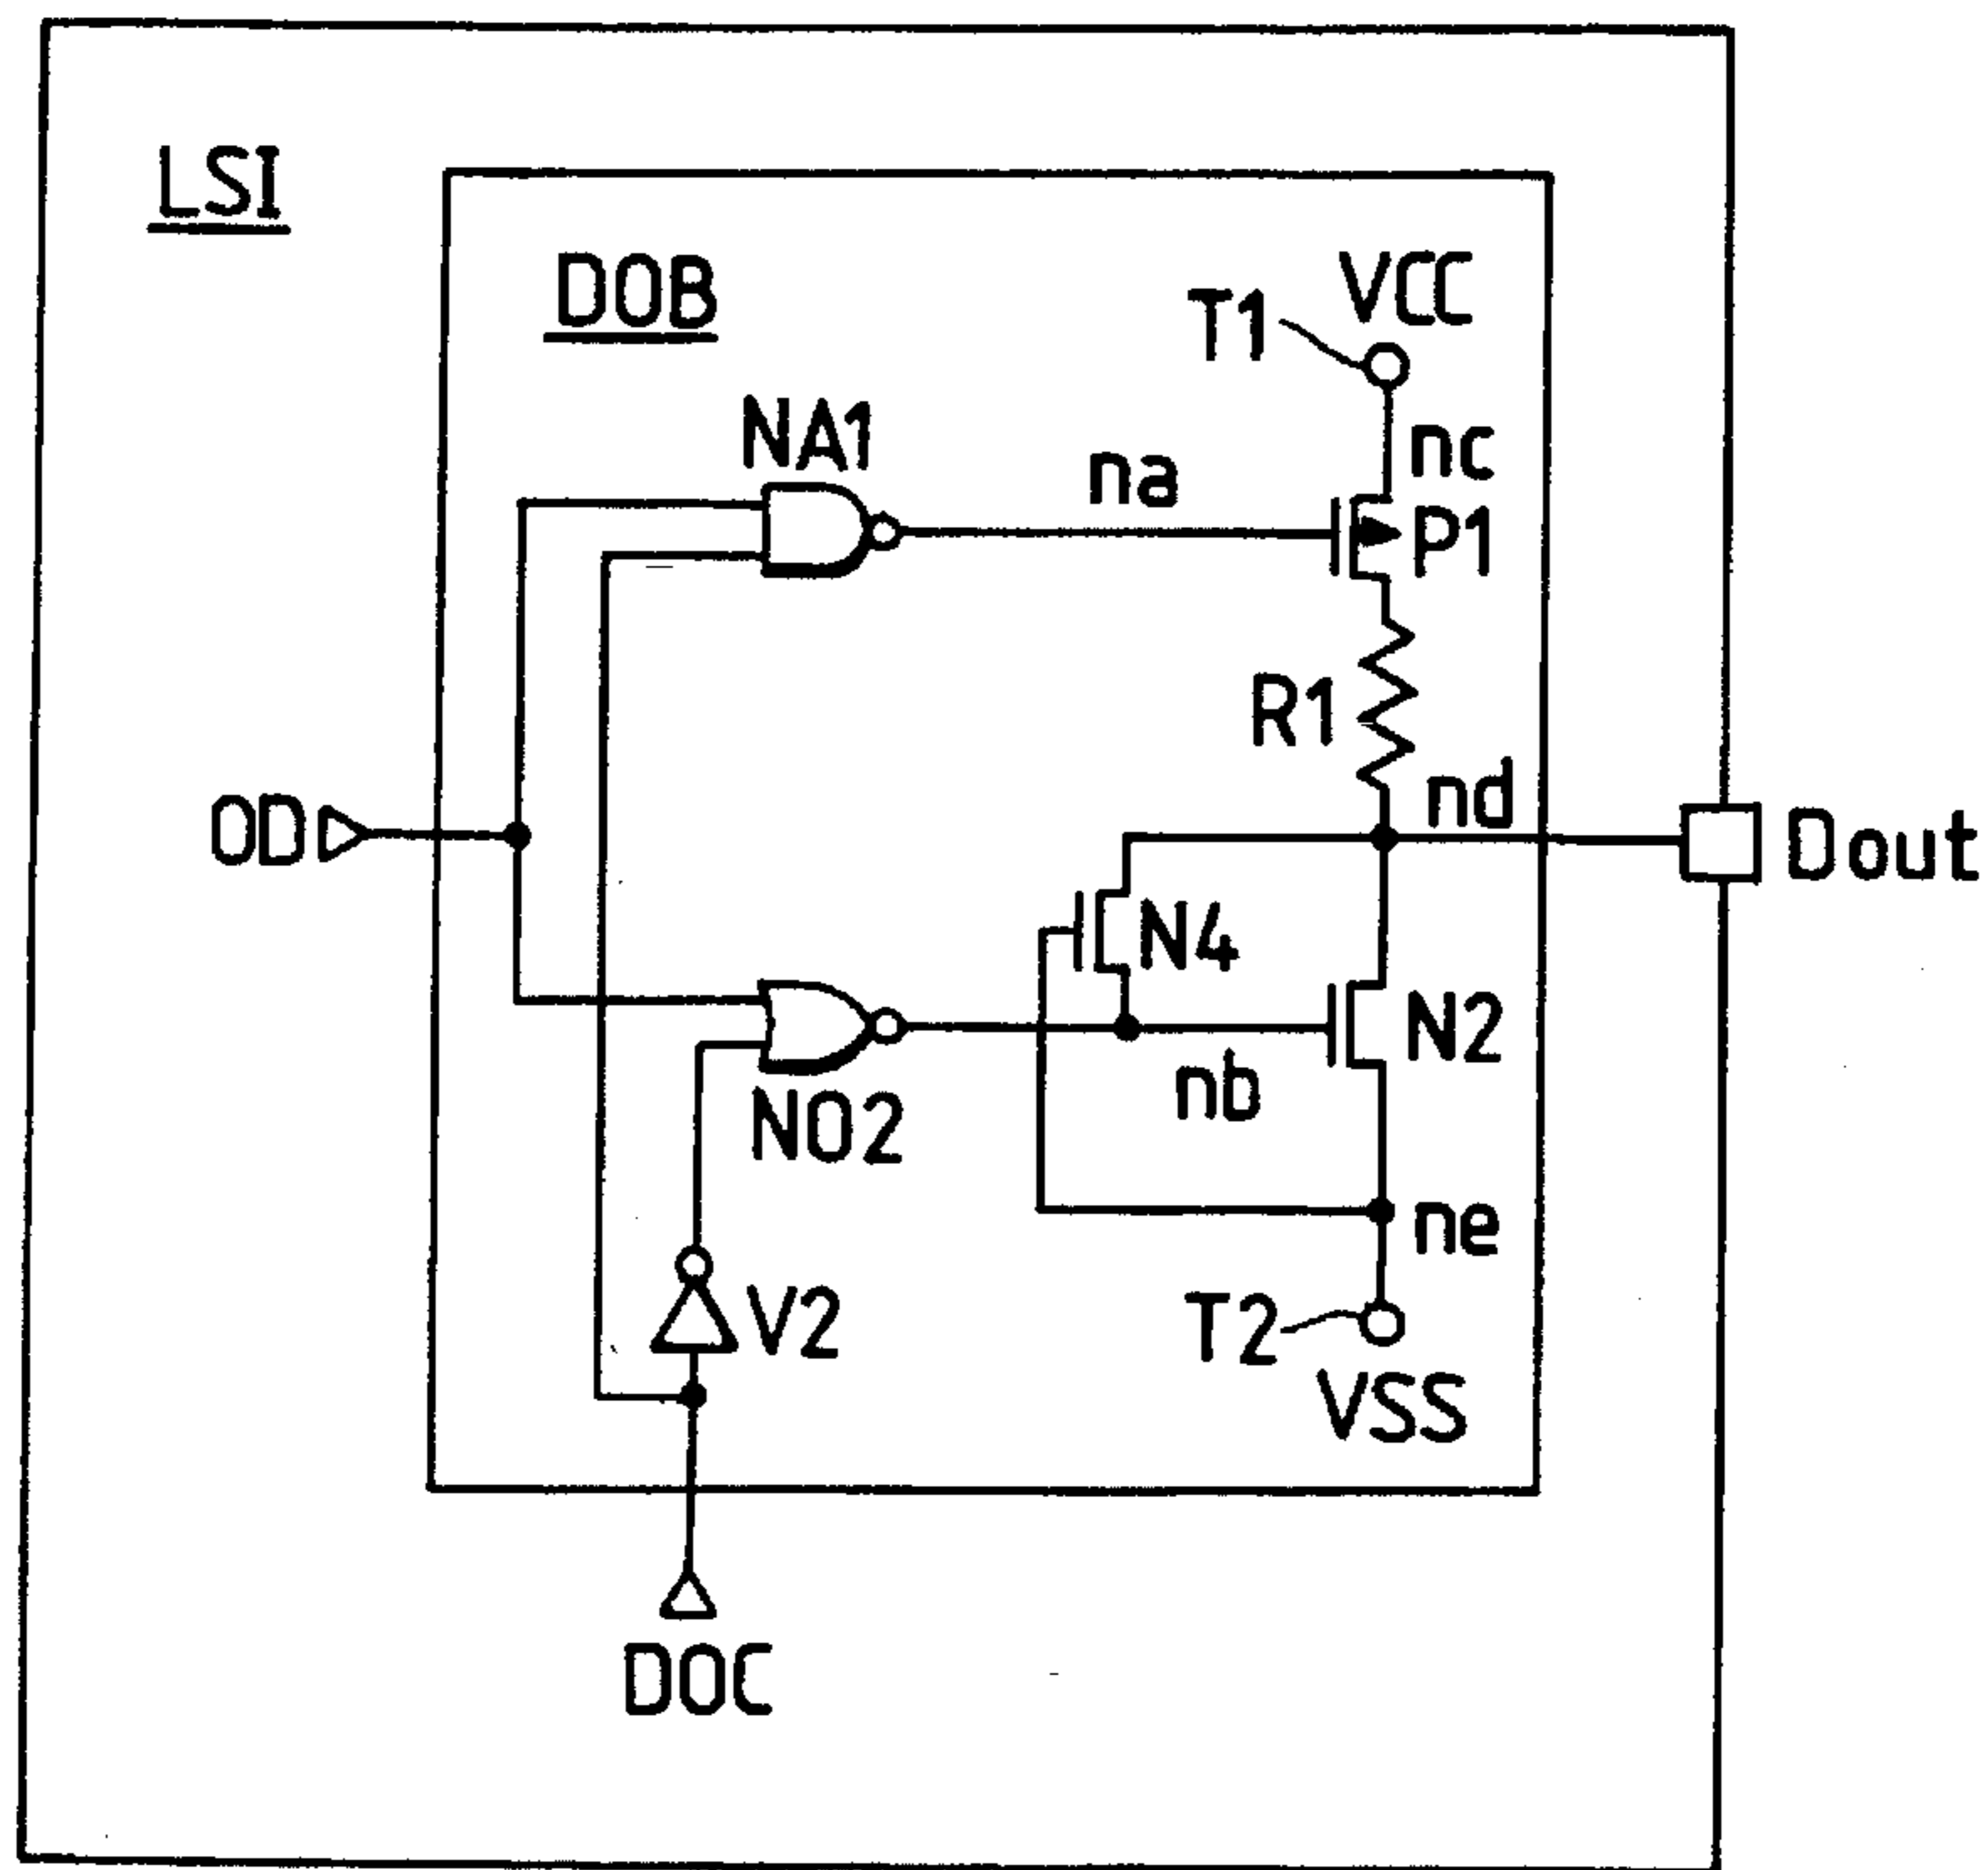 LSI
DOB
VCC
T1
NA1
na
nc
P1
R1
nd
OD
Dout
N4
N2
nb
NO2
ne
V2
T2
VSS
DOC